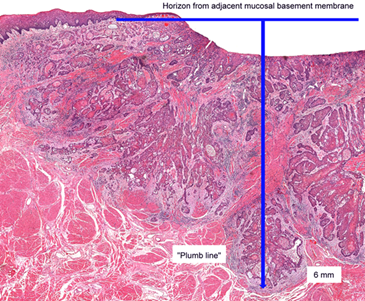 Horizon from adjacent mucosal basement membrane
"Plumb line"
6 mm